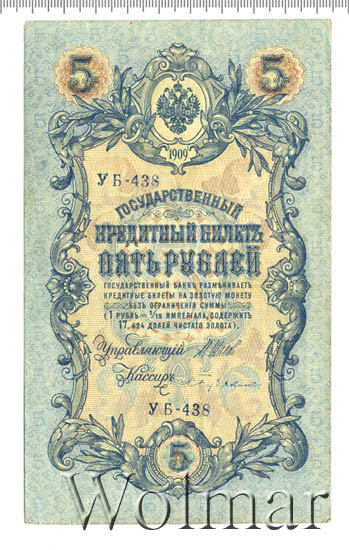 5 5
1909
УБ-438
ГОСУДАРСТВЕННЫЙ
КРЕДИТНЫЙ БИЛЕТЪ
ПЯТЬ РУБЛЕЙ
ГОСУДАРСТВЕННЫЙ БАНКЪ РАЗМѢНИВАЕТЪ
КРЕДИТНЫЕ БИЛЕТЫ НА ЗОЛОТУЮ МОНЕТУ
БЕЗЪ ОГРАНИЧЕНІЯ СУММЫ
(1 РУБЛЬ = 1/15 ИМПЕРІАЛА, СОДЕРЖИТЪ
17,424 ДОЛЕЙ ЧИСТАГО ЗОЛОТА).
Управляющій
Кассиръ
УБ-438
5
Wolmar